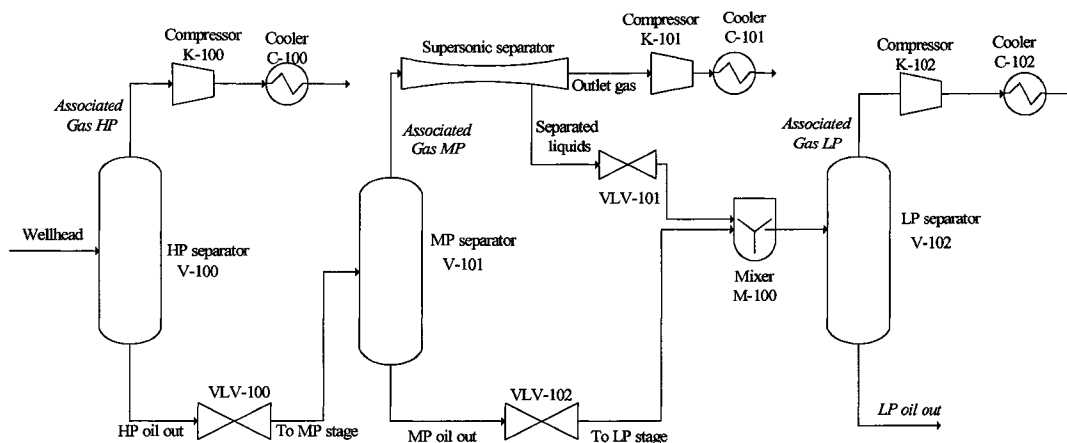 Compressor
K-100
Cooler
C-100
Associated
Gas HP
Wellhead
HP separator
V-100
HP oil out
VLV-100
To MP stage
Supersonic separator
Associated
Gas MP
MP separator
V-101
Outlet gas
Separated
liquids
VLV-101
Compressor
K-101
Cooler
C-101
MP oil out
VLV-102
To LP stage
Mixer
M-100
Compressor
K-102
Cooler
C-102
Associated
Gas LP
LP separator
V-102
LP oil out